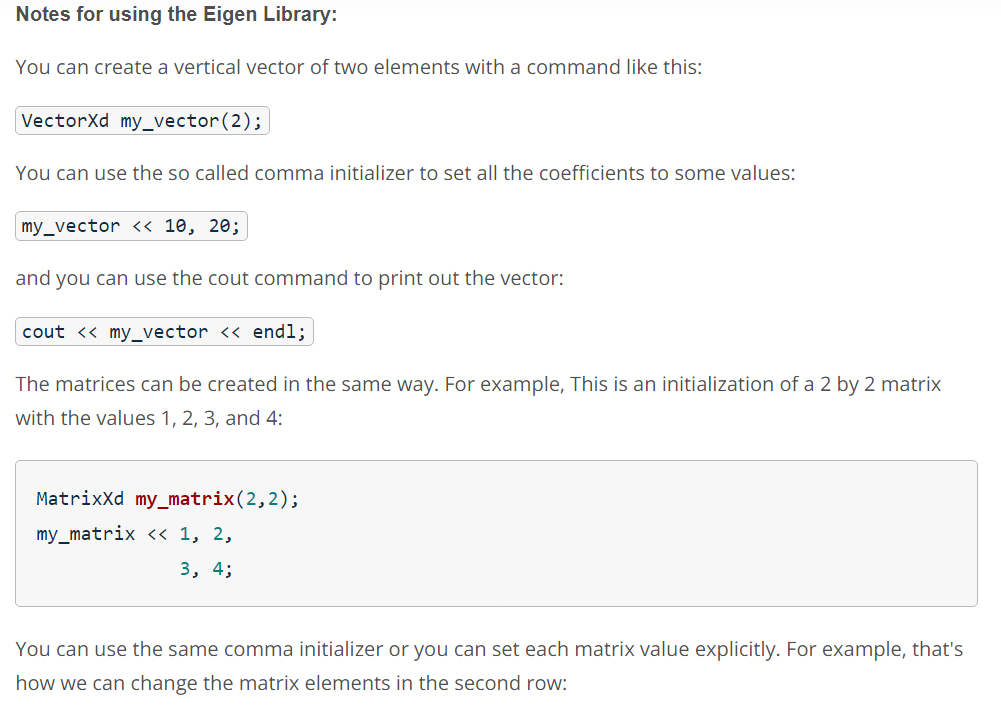 Notes for using the Eigen Library:
You can create a vertical vector of two elements with a command like this:
VectorXd my_vector(2);
You can use the so called comma initializer to set all the coefficients to some values:
my_vector << 10, 20;
and you can use the cout command to print out the vector:
cout << my_vector << endl;
The matrices can be created in the same way. For example, This is an initialization of a 2 by 2 matrix
with the values 1, 2, 3, and 4:
MatrixXd my_matrix(2,2);
my_matrix << 1, 2,
3, 4;
You can use the same comma initializer or you can set each matrix value explicitly. For example, that's
how we can change the matrix elements in the second row: